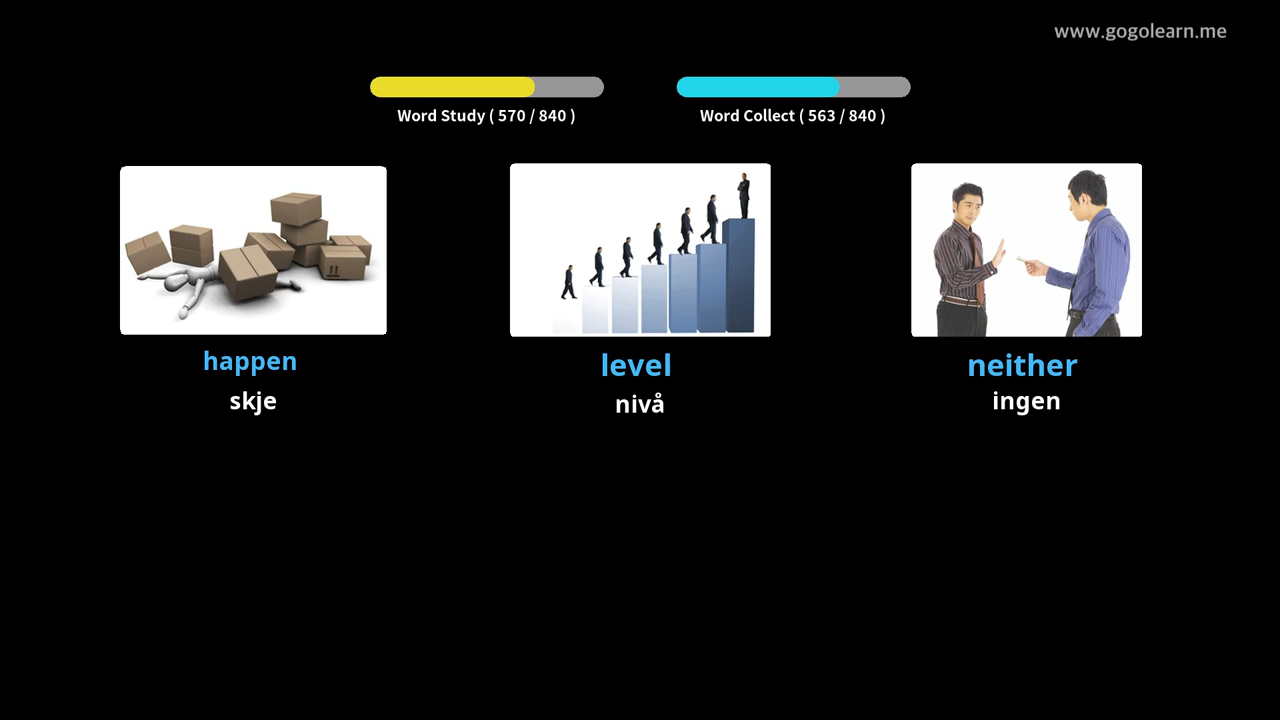 www.gogolearn.me
Word Study ( 570 / 840 )
Word Collect ( 563 / 840 )
happen
skje
level
nivå
neither
ingen